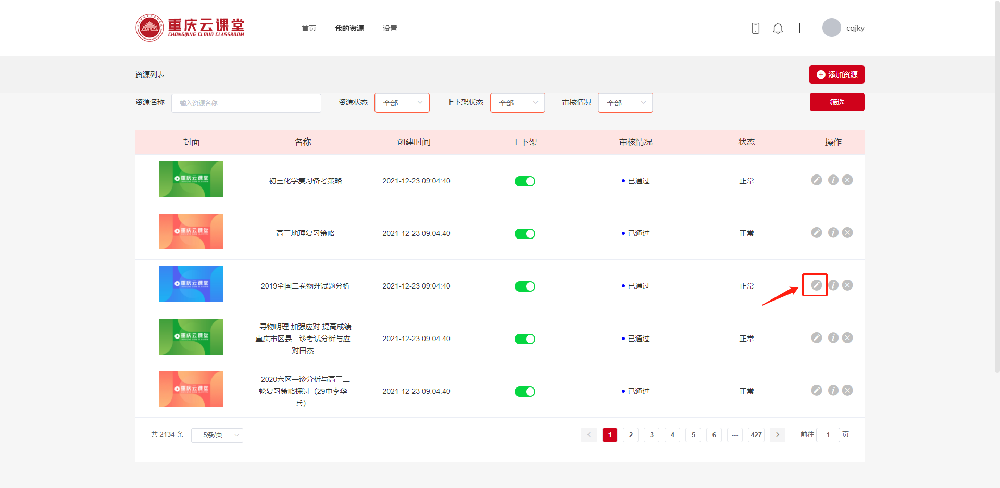 重庆云课堂
CHONGQING CLOUD CLASSROOM
首页 我的资源 设置
cqjky
资源列表
添加资源
资源名称 输入资源名称 资源状态 全部 上下架状态 全部 审核情况 全部 筛选
封面 名称 创建时间 上下架 审核情况 状态 操作
重庆云课堂
初三化学复习备考策略 2021-12-23 09:04:40 已通过 正常
重庆云课堂
高三地理复习策略 2021-12-23 09:04:40 已通过 正常
重庆云课堂
2019全国二卷物理试题分析 2021-12-23 09:04:40 已通过 正常
重庆云课堂
寻物明理 加强应对 提高成绩
重庆市区县一诊考试分析与应 2021-12-23 09:04:40 已通过 正常
对田杰
重庆云课堂
2020六区一诊分析与高三二
轮复习策略探讨（29中李华 2021-12-23 09:04:40 已通过 正常
兵）
共 2134 条 5条/页 1 2 3 4 5 6 ... 427 前往 1 页